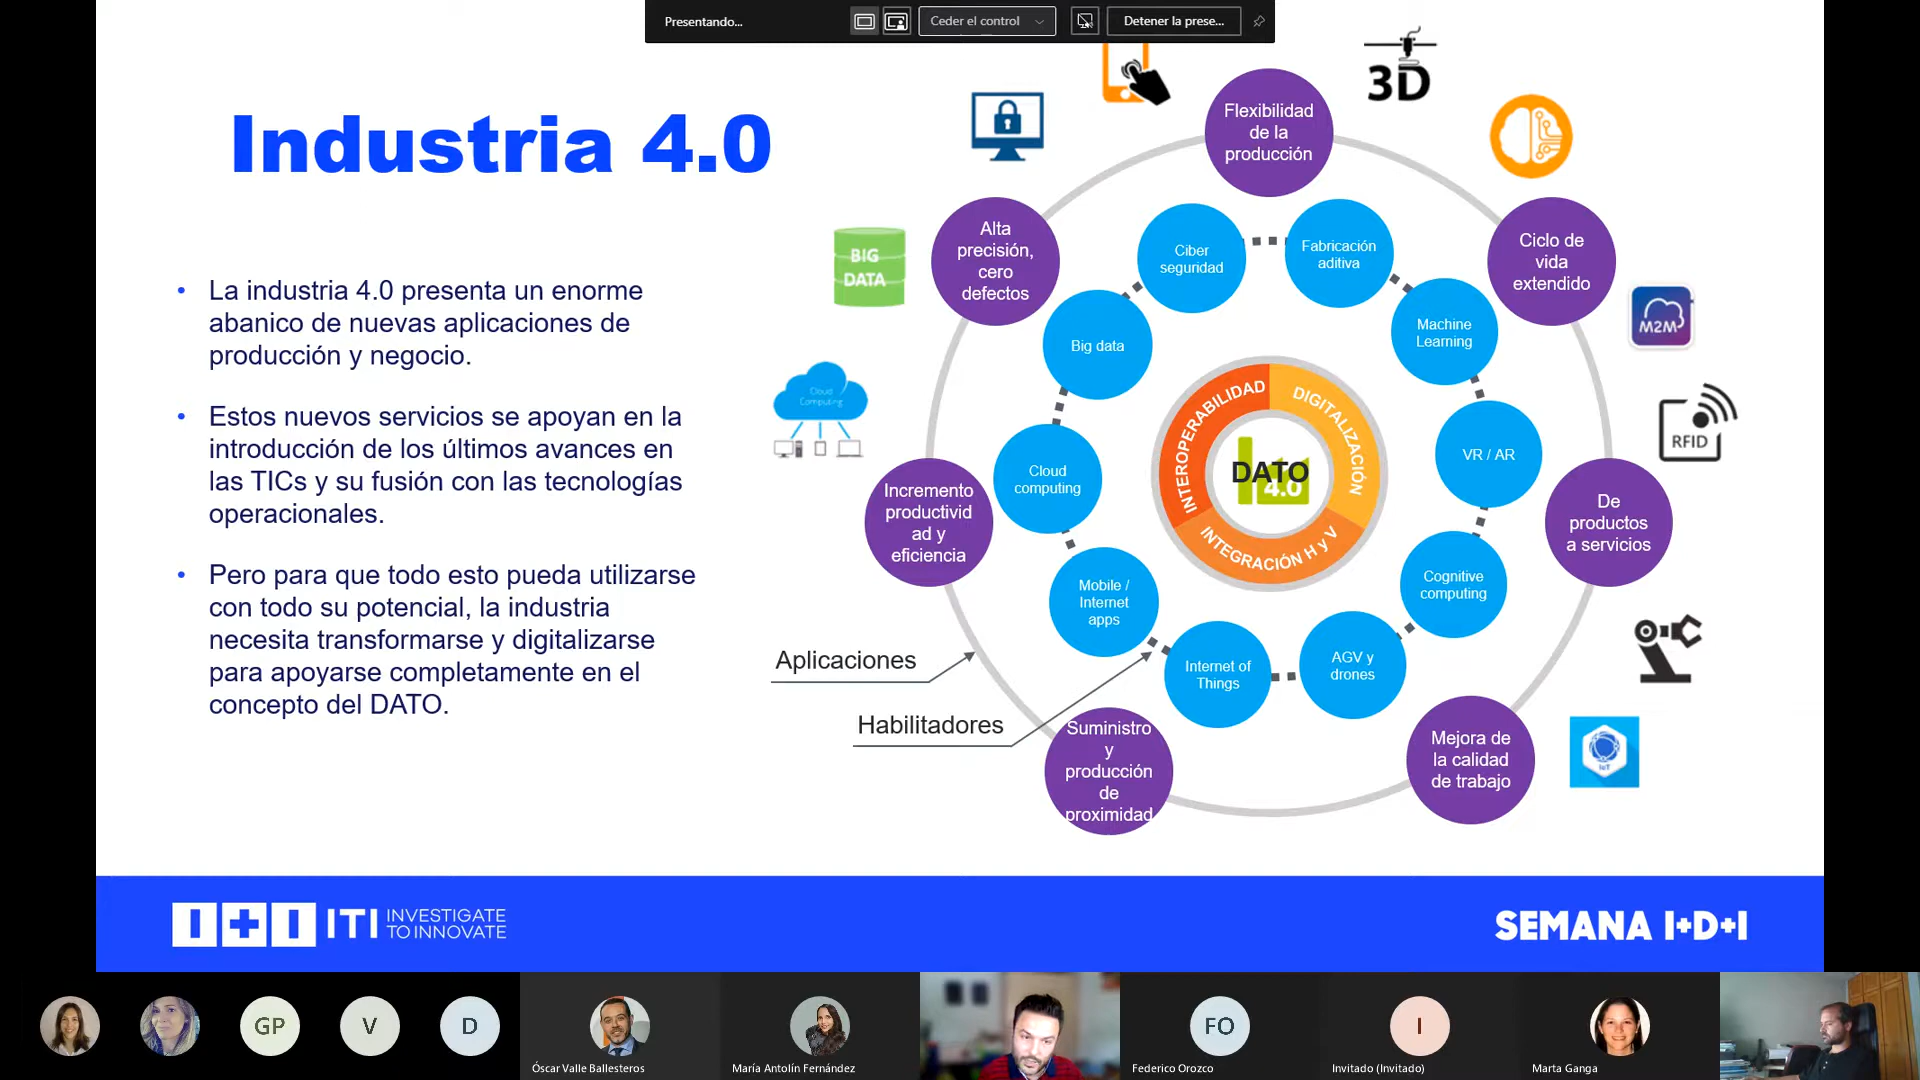 Presentando...
Ceder el control
Detener la prese...
Industria 4.0
• La industria 4.0 presenta un enorme
abanico de nuevas aplicaciones de
producción y negocio.
• Estos nuevos servicios se apoyan en la
introducción de los últimos avances en
las TICs y su fusión con las tecnologías
operacionales.
• Pero para que todo esto pueda utilizarse
con todo su potencial, la industria
necesita transformarse y digitalizarse
para apoyarse completamente en el
concepto del DATO.
3D
Flexibilidad
de la
producción
Alta
precisión,
cero
defectos
Ciclo de
vida
extendido
BIG
DATA
Ciber
seguridad
Fabricación
aditiva
Big data
Machine
Learning
M2M
Cloud
Computing
INTEROPERABILIDAD
DIGITALIZACIÓN
INTEGRACIÓN H y V
DATO
4.0
VR / AR
RFID
Cloud
computing
Incremento
productivid
ad y
eficiencia
De
productos
a servicios
Mobile /
Internet
apps
Cognitive
computing
Internet of
Things
AGV y
drones
Aplicaciones
Habilitadores
Suministro
y
producción
de
proximidad
Mejora de
la calidad
de trabajo
IoT
I+I ITI INVESTIGATE
TO INNOVATE
SEMANA I+D+I
GP
V
D
FO
I
Óscar Valle Ballesteros
María Antolín Fernández
Federico Orozco
Invitado (Invitado)
Marta Ganga